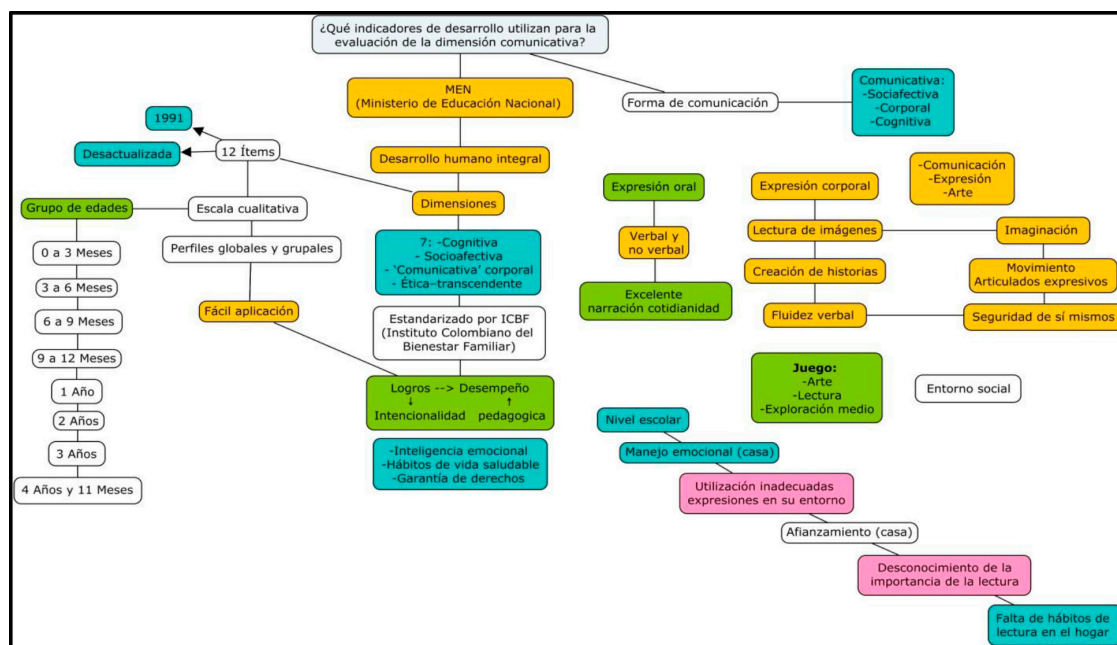 ¿Qué indicadores de desarrollo utilizan para la
evaluación de la dimensión comunicativa?
MEN
(Ministerio de Educación Nacional)
Forma de comunicación
Comunicativa:
-Sociafectiva
-Corporal
-Cognitiva
1991
Desactualizada
12 Ítems
Desarrollo humano integral
Dimensiones
Grupo de edades
Escala cualitativa
Perfiles globales y grupales
Fácil aplicación
0 a 3 Meses
3 a 6 Meses
6 a 9 Meses
9 a 12 Meses
1 Año
2 Años
3 Años
4 Años y 11 Meses
7: -Cognitiva
- Socioafectiva
- ‘Comunicativa’ corporal
- Ética–transcendente
Estandarizado por ICBF
(Instituto Colombiano del
Bienestar Familiar)
Logros --> Desempeño
↓ ↑
Intencionalidad pedagogica
-Inteligencia emocional
-Hábitos de vida saludable
-Garantía de derechos
Expresión oral
Verbal y
no verbal
Excelente
narración cotidianidad
Expresión corporal
Lectura de imágenes
Creación de historias
Fluidez verbal
-Comunicación
-Expresión
-Arte
Imaginación
Movimiento
Articulados expresivos
Seguridad de sí mismos
Juego:
-Arte
-Lectura
-Exploración medio
Entorno social
Nivel escolar
Manejo emocional (casa)
Utilización inadecuadas
expresiones en su entorno
Afianzamiento (casa)
Desconocimiento de la
importancia de la lectura
Falta de hábitos de
lectura en el hogar